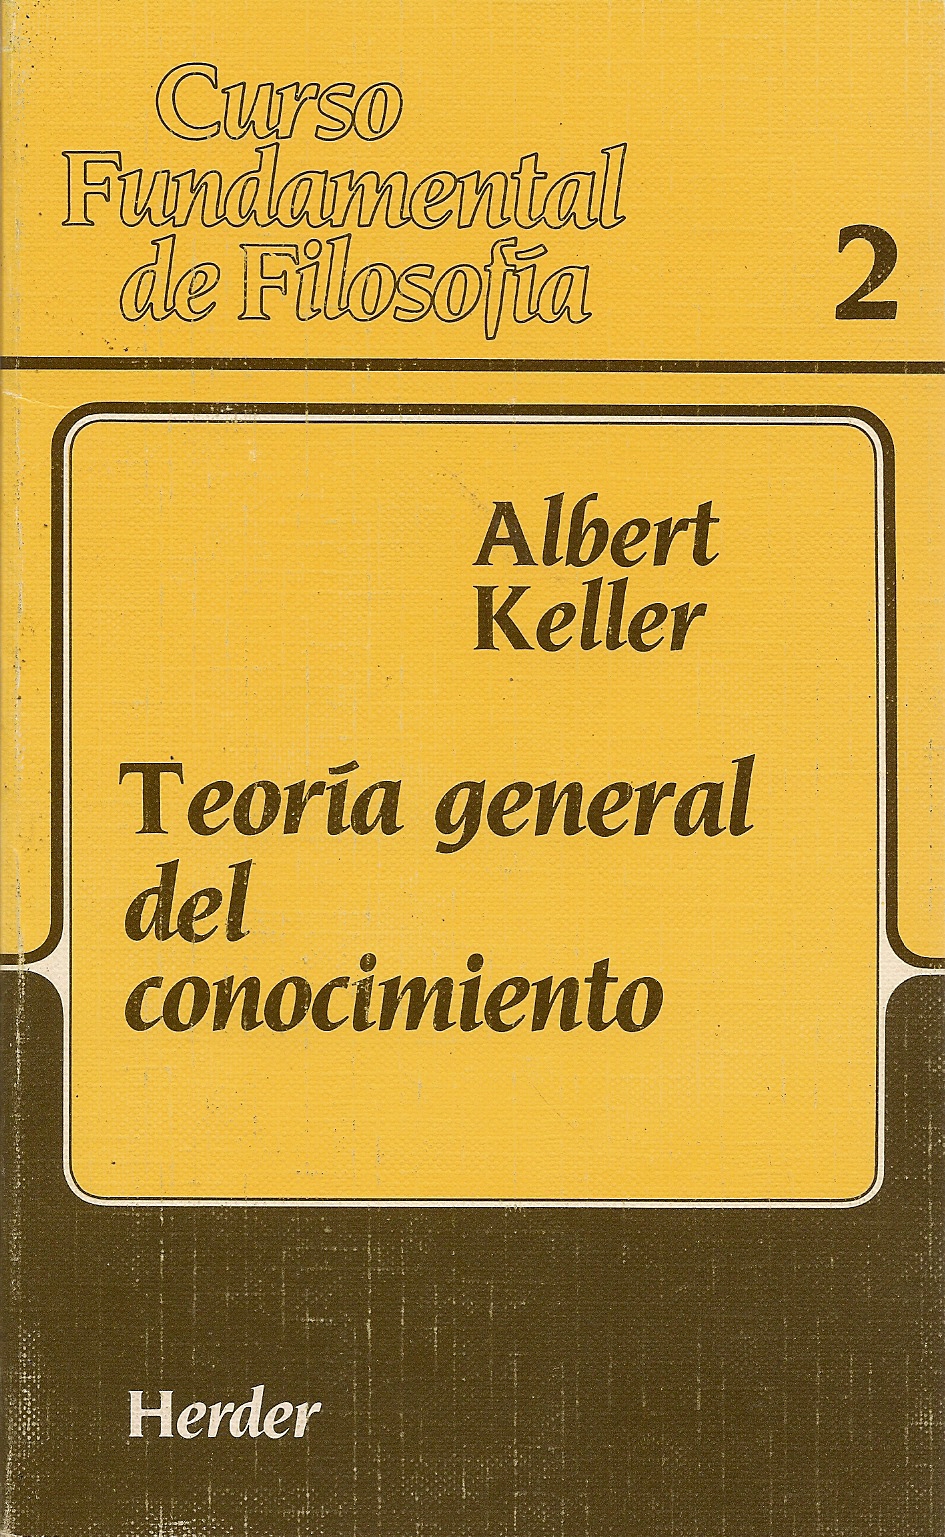 Curso
Fundamental
de Filosofía
2
Albert
Keller
Teoría general
del
conocimiento
Herder